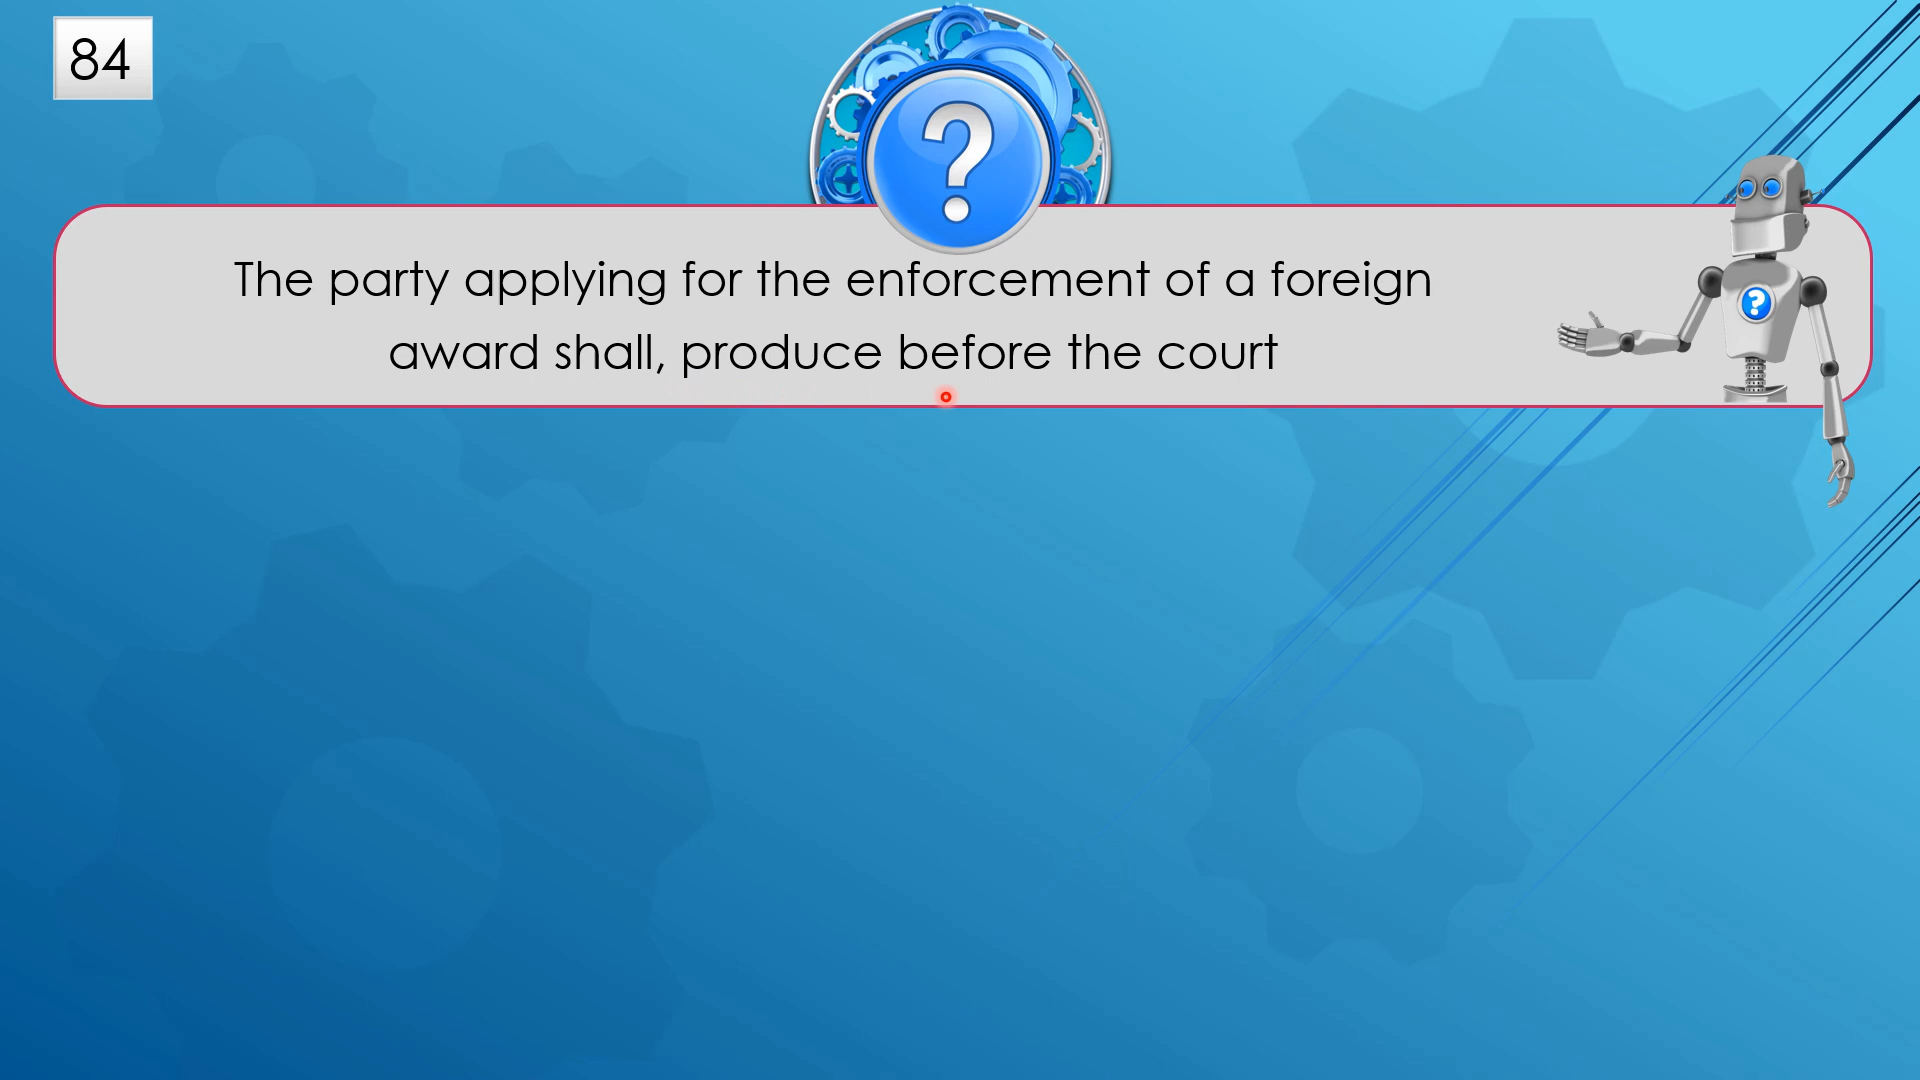 84
?
The party applying for the enforcement of a foreign
award shall, produce before the court
?